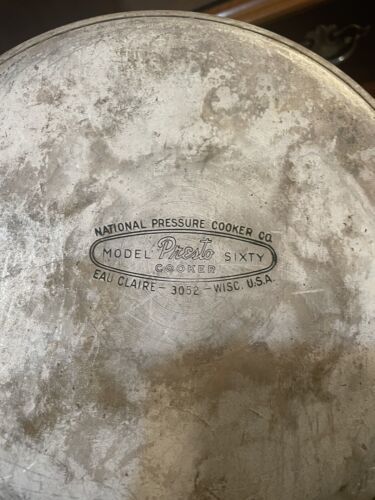 NATIONAL PRESSURE COOKER CO.
MODEL Presto SIXTY
COOKER
EAU CLAIRE - 3052 - WISC. U.S.A.